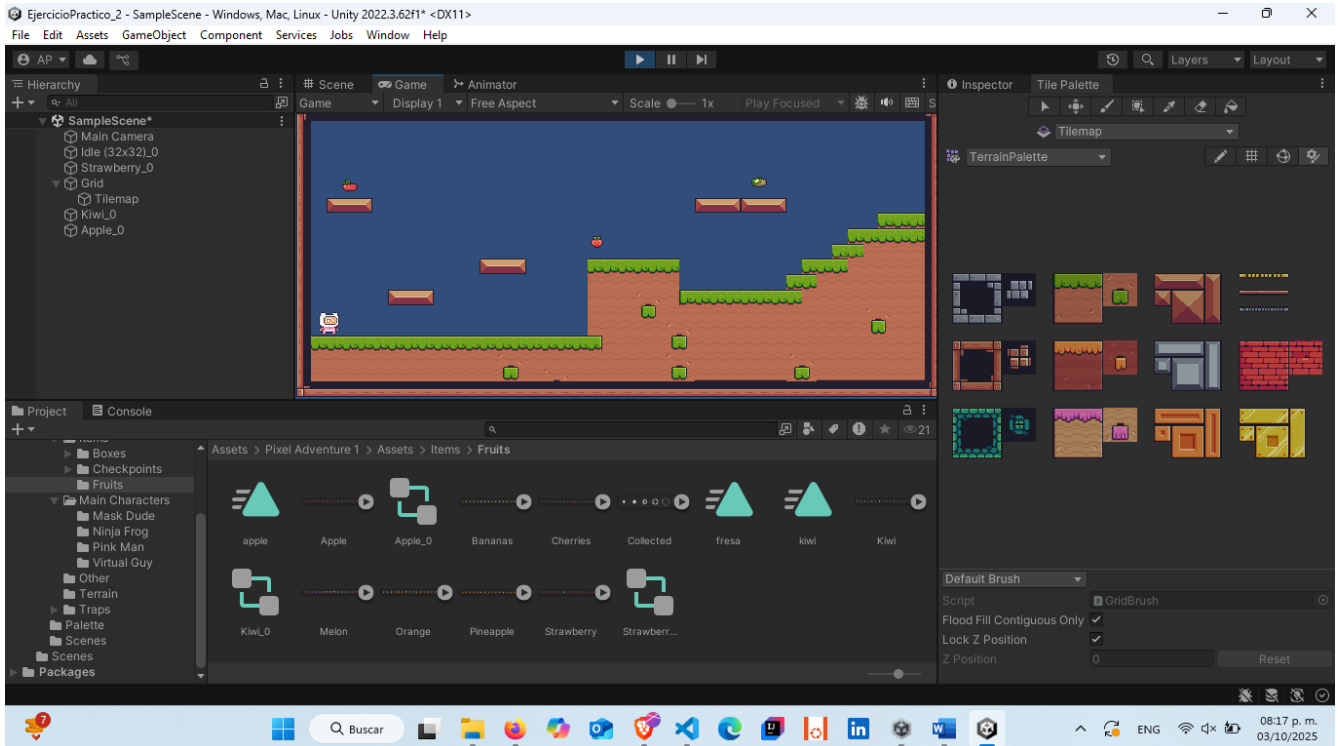 EjercicioPractico_2 - SampleScene - Windows, Mac, Linux - Unity 2022.3.62f1* <DX11>
File Edit Assets GameObject Component Services Jobs Window Help
AP Layers Layout
Hierarchy # Scene Game Animator Inspector Tile Palette
All Game Display 1 Free Aspect Scale 1x Play Focused S
SampleScene* Tilemap
Main Camera
Idle (32x32)_0 TerrainPalette
Strawberry_0
Grid
Tilemap
Kiwi_0
Apple_0
Project Console
21
Items Assets > Pixel Adventure 1 > Assets > Items > Fruits
Boxes
Checkpoints
Fruits
Main Characters
Mask Dude
Ninja Frog
Pink Man
Virtual Guy
Other
Terrain
Traps
Palette
Scenes
Scenes
Packages
apple Apple Apple_0 Bananas Cherries Collected fresa kiwi Kiwi
Kiwi_0 Melon Orange Pineapple Strawberry Strawberr...
Default Brush
Script GridBrush
Flood Fill Contiguous Only
Lock Z Position
Z Position 0 Reset
7 Buscar in W ENG 08:17 p. m.
03/10/2025